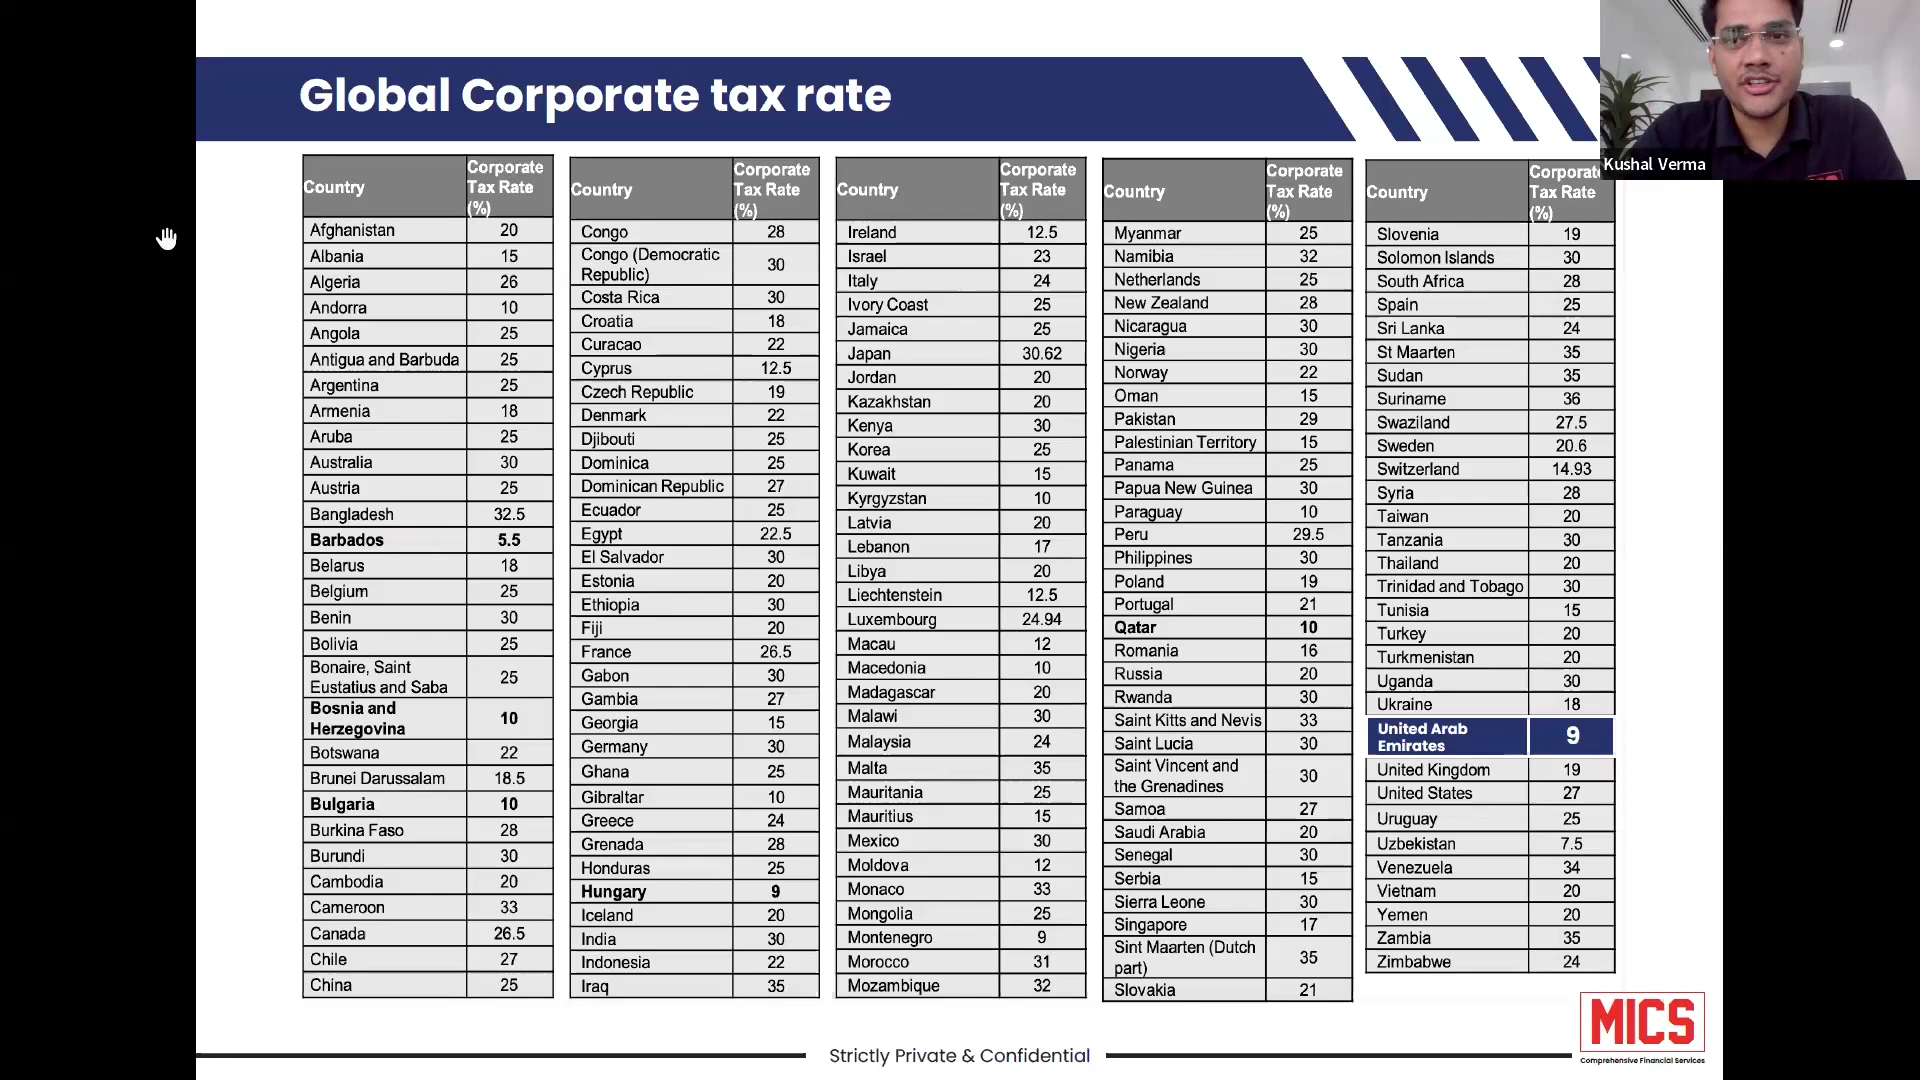 Global Corporate tax rate
Kushal Verma
Country
Corporate
Tax Rate
(%)
Afghanistan 20
Albania 15
Algeria 26
Andorra 10
Angola 25
Antigua and Barbuda 25
Argentina 25
Armenia 18
Aruba 25
Australia 30
Austria 25
Bangladesh 32.5
Barbados 5.5
Belarus 18
Belgium 25
Benin 30
Bolivia 25
Bonaire, Saint
Eustatius and Saba 25
Bosnia and
Herzegovina 10
Botswana 22
Brunei Darussalam 18.5
Bulgaria 10
Burkina Faso 28
Burundi 30
Cambodia 20
Cameroon 33
Canada 26.5
Chile 27
China 25
Country
Corporate
Tax Rate
(%)
Congo 28
Congo (Democratic
Republic) 30
Costa Rica 30
Croatia 18
Curacao 22
Cyprus 12.5
Czech Republic 19
Denmark 22
Djibouti 25
Dominica 25
Dominican Republic 27
Ecuador 25
Egypt 22.5
El Salvador 30
Estonia 20
Ethiopia 30
Fiji 20
France 26.5
Gabon 30
Gambia 27
Georgia 15
Germany 30
Ghana 25
Gibraltar 10
Greece 24
Grenada 28
Honduras 25
Hungary 9
Iceland 20
India 30
Indonesia 22
Iraq 35
Country
Corporate
Tax Rate
(%)
Ireland 12.5
Israel 23
Italy 24
Ivory Coast 25
Jamaica 25
Japan 30.62
Jordan 20
Kazakhstan 20
Kenya 30
Korea 25
Kuwait 15
Kyrgyzstan 10
Latvia 20
Lebanon 17
Libya 20
Liechtenstein 12.5
Luxembourg 24.94
Macau 12
Macedonia 10
Madagascar 20
Malawi 30
Malaysia 24
Malta 35
Mauritania 25
Mauritius 15
Mexico 30
Moldova 12
Monaco 33
Mongolia 25
Montenegro 9
Morocco 31
Mozambique 32
Country
Corporate
Tax Rate
(%)
Myanmar 25
Namibia 32
Netherlands 25
New Zealand 28
Nicaragua 30
Nigeria 30
Norway 22
Oman 15
Pakistan 29
Palestinian Territory 15
Panama 25
Papua New Guinea 30
Paraguay 10
Peru 29.5
Philippines 30
Poland 19
Portugal 21
Qatar 10
Romania 16
Russia 20
Rwanda 30
Saint Kitts and Nevis 33
Saint Lucia 30
Saint Vincent and
the Grenadines 30
Samoa 27
Saudi Arabia 20
Senegal 30
Serbia 15
Sierra Leone 30
Singapore 17
Sint Maarten (Dutch
part) 35
Slovakia 21
Country
Corporate
Tax Rate
(%)
Slovenia 19
Solomon Islands 30
South Africa 28
Spain 25
Sri Lanka 24
St Maarten 35
Sudan 35
Suriname 36
Swaziland 27.5
Sweden 20.6
Switzerland 14.93
Syria 28
Taiwan 20
Tanzania 30
Thailand 20
Trinidad and Tobago 30
Tunisia 15
Turkey 20
Turkmenistan 20
Uganda 30
Ukraine 18
United Arab
Emirates 9
United Kingdom 19
United States 27
Uruguay 25
Uzbekistan 7.5
Venezuela 34
Vietnam 20
Yemen 20
Zambia 35
Zimbabwe 24
Strictly Private & Confidential
MICS
Comprehensive Financial Services